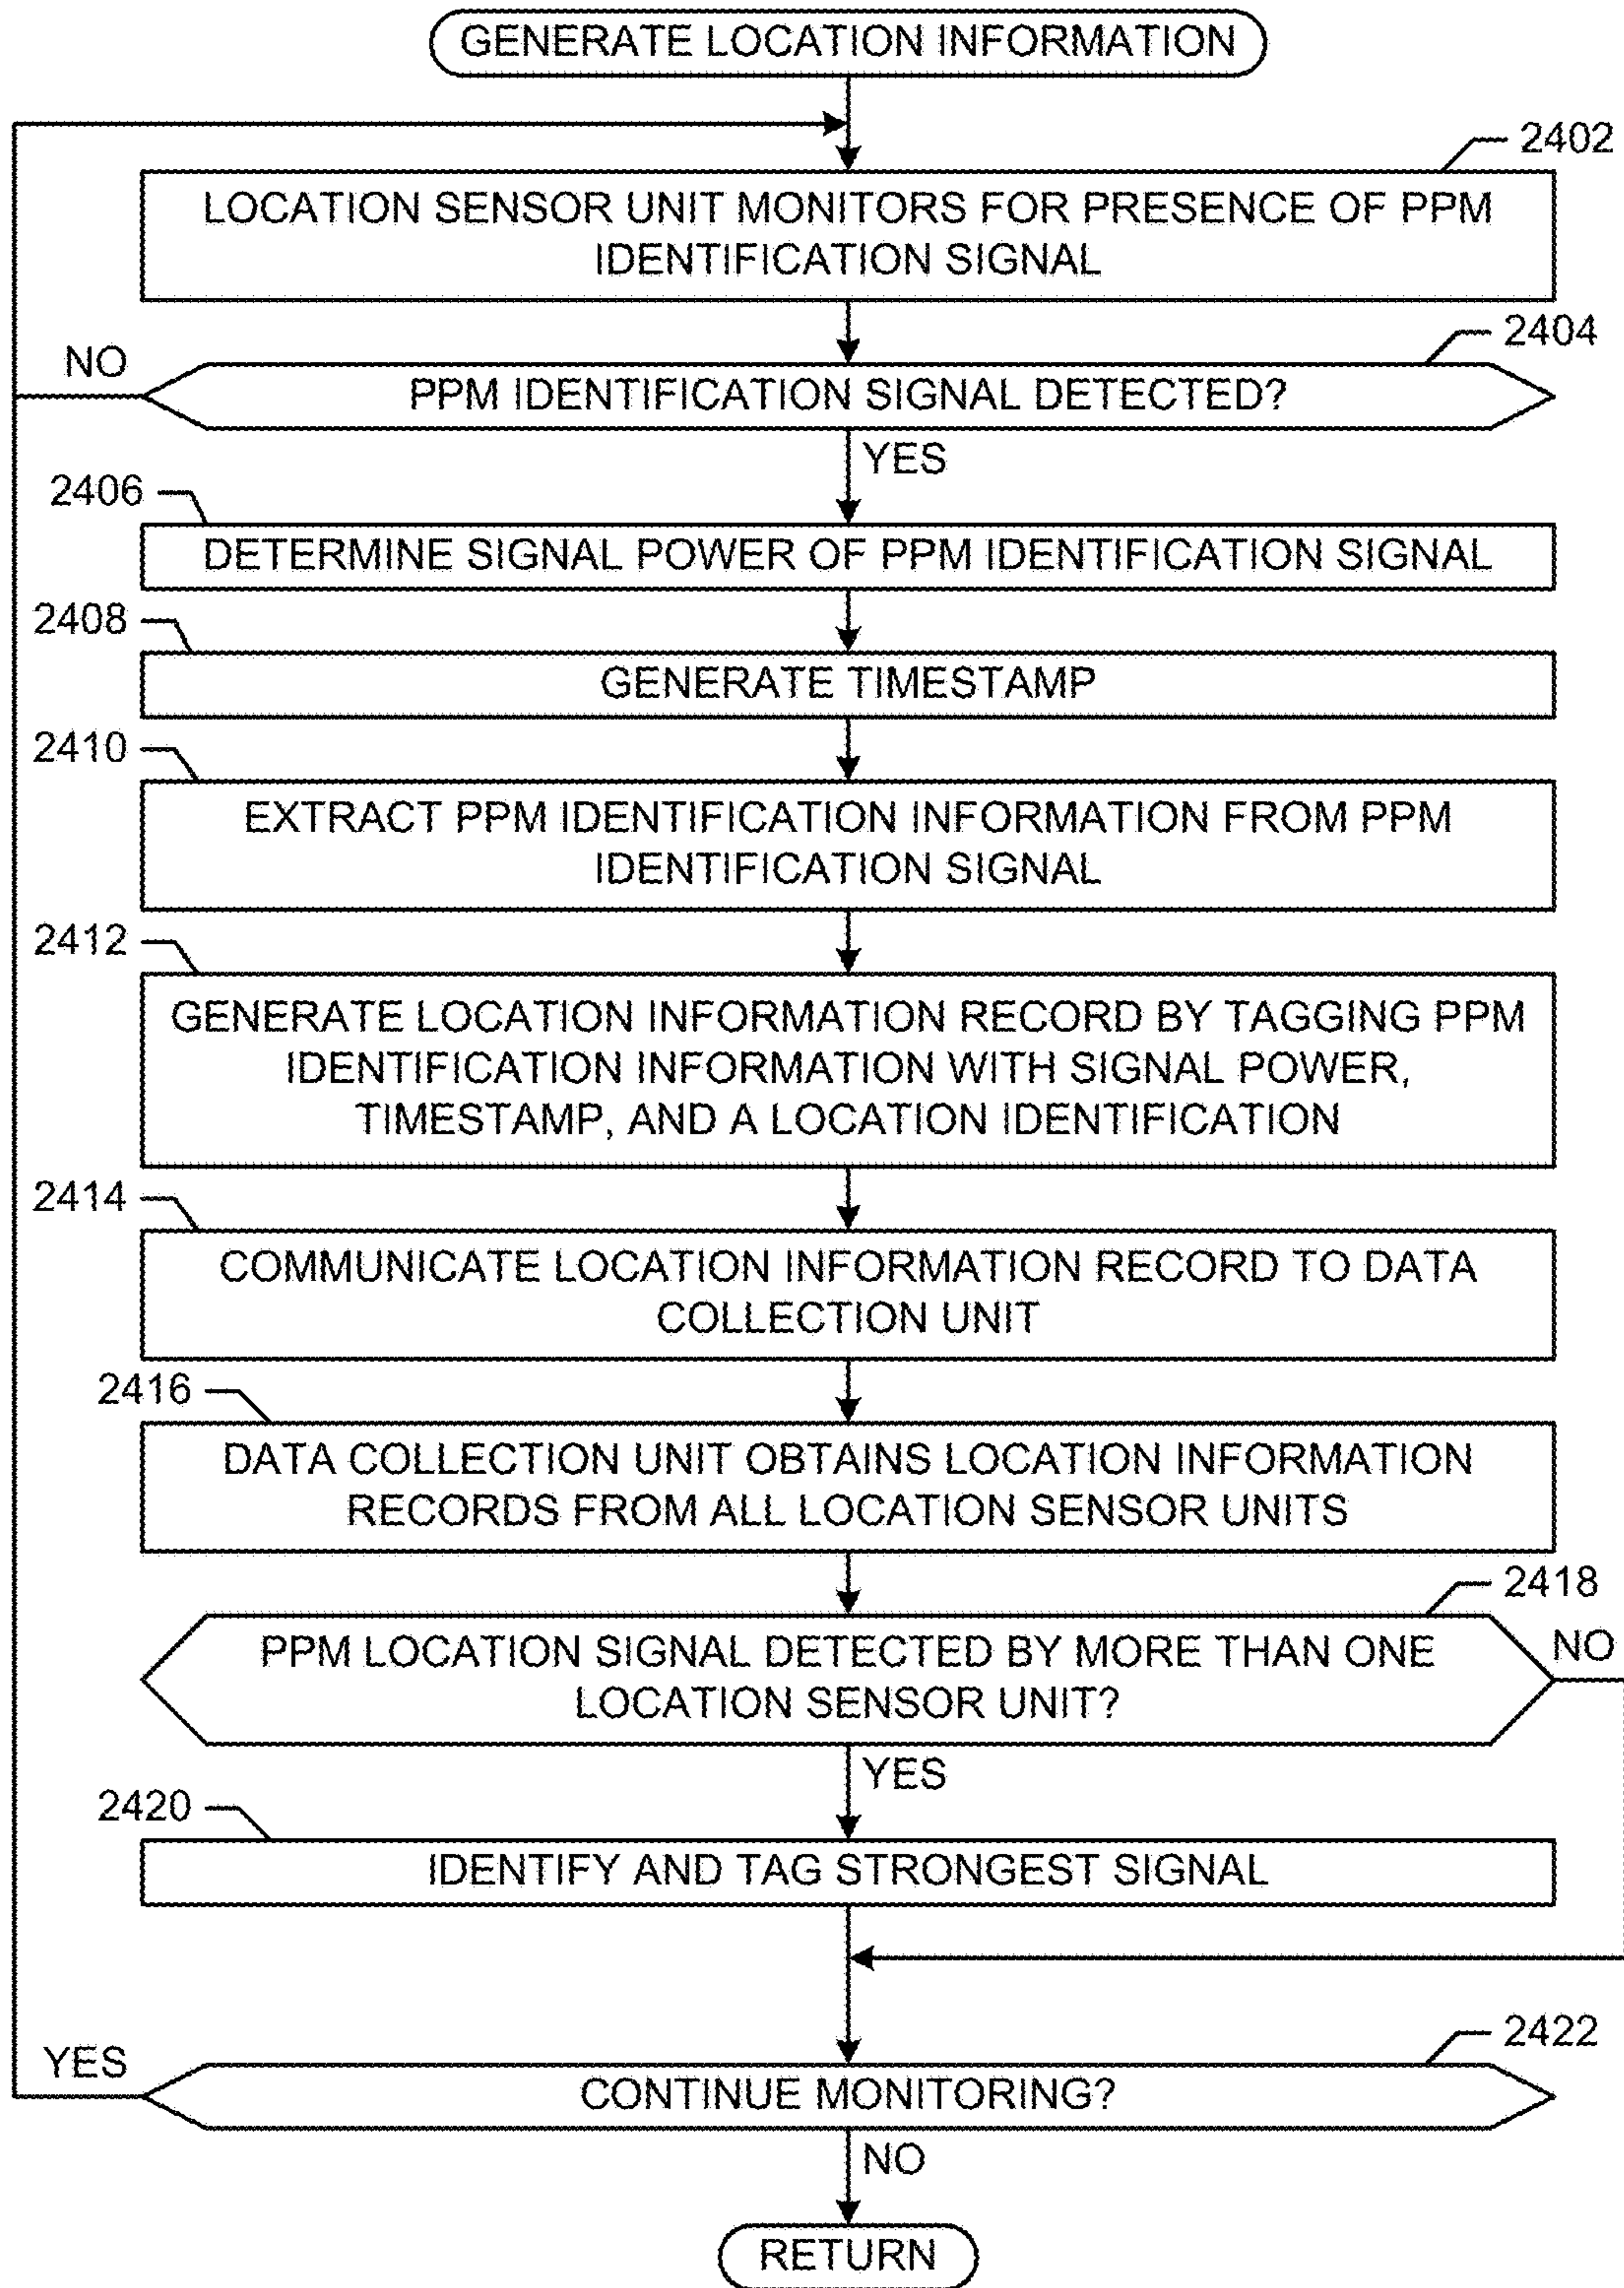 GENERATE LOCATION INFORMATION
2402
LOCATION SENSOR UNIT MONITORS FOR PRESENCE OF PPM
IDENTIFICATION SIGNAL
2404
NO
PPM IDENTIFICATION SIGNAL DETECTED?
YES
2406
DETERMINE SIGNAL POWER OF PPM IDENTIFICATION SIGNAL
2408
GENERATE TIMESTAMP
2410
EXTRACT PPM IDENTIFICATION INFORMATION FROM PPM
IDENTIFICATION SIGNAL
2412
GENERATE LOCATION INFORMATION RECORD BY TAGGING PPM
IDENTIFICATION INFORMATION WITH SIGNAL POWER,
TIMESTAMP, AND A LOCATION IDENTIFICATION
2414
COMMUNICATE LOCATION INFORMATION RECORD TO DATA
COLLECTION UNIT
2416
DATA COLLECTION UNIT OBTAINS LOCATION INFORMATION
RECORDS FROM ALL LOCATION SENSOR UNITS
2418
PPM LOCATION SIGNAL DETECTED BY MORE THAN ONE
LOCATION SENSOR UNIT?
NO
YES
2420
IDENTIFY AND TAG STRONGEST SIGNAL
2422
YES
CONTINUE MONITORING?
NO
RETURN